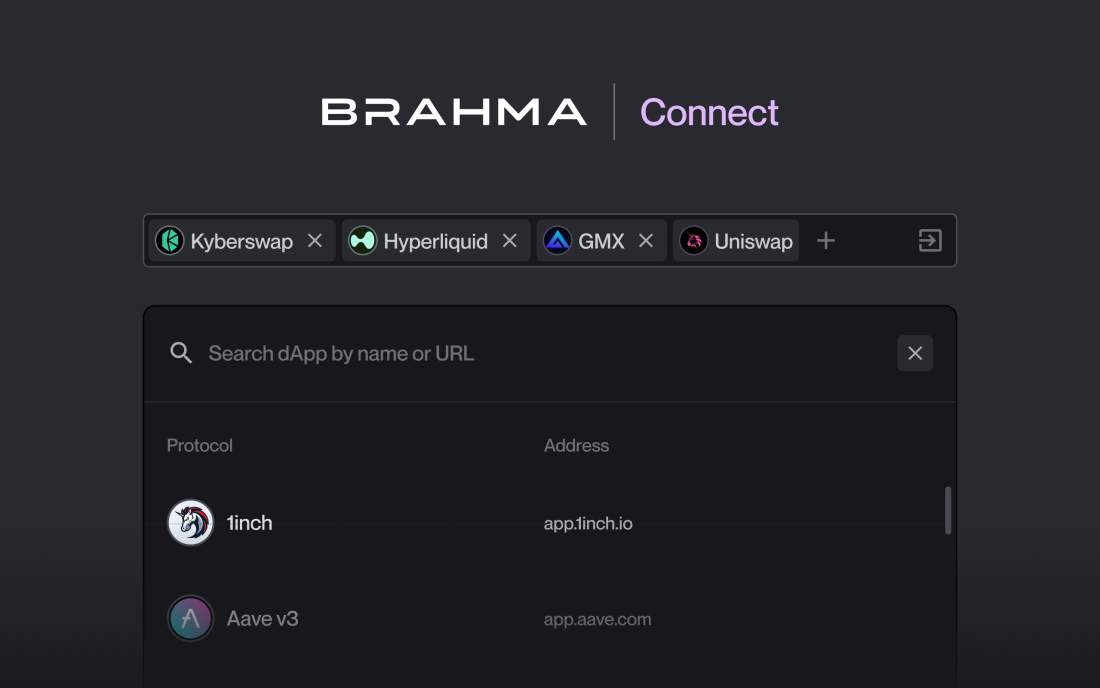 BRAHMA | Connect
Kyberswap Hyperliquid GMX Uniswap
Search dApp by name or URL
Protocol Address
1inch app.1inch.io
Aave v3 app.aave.com